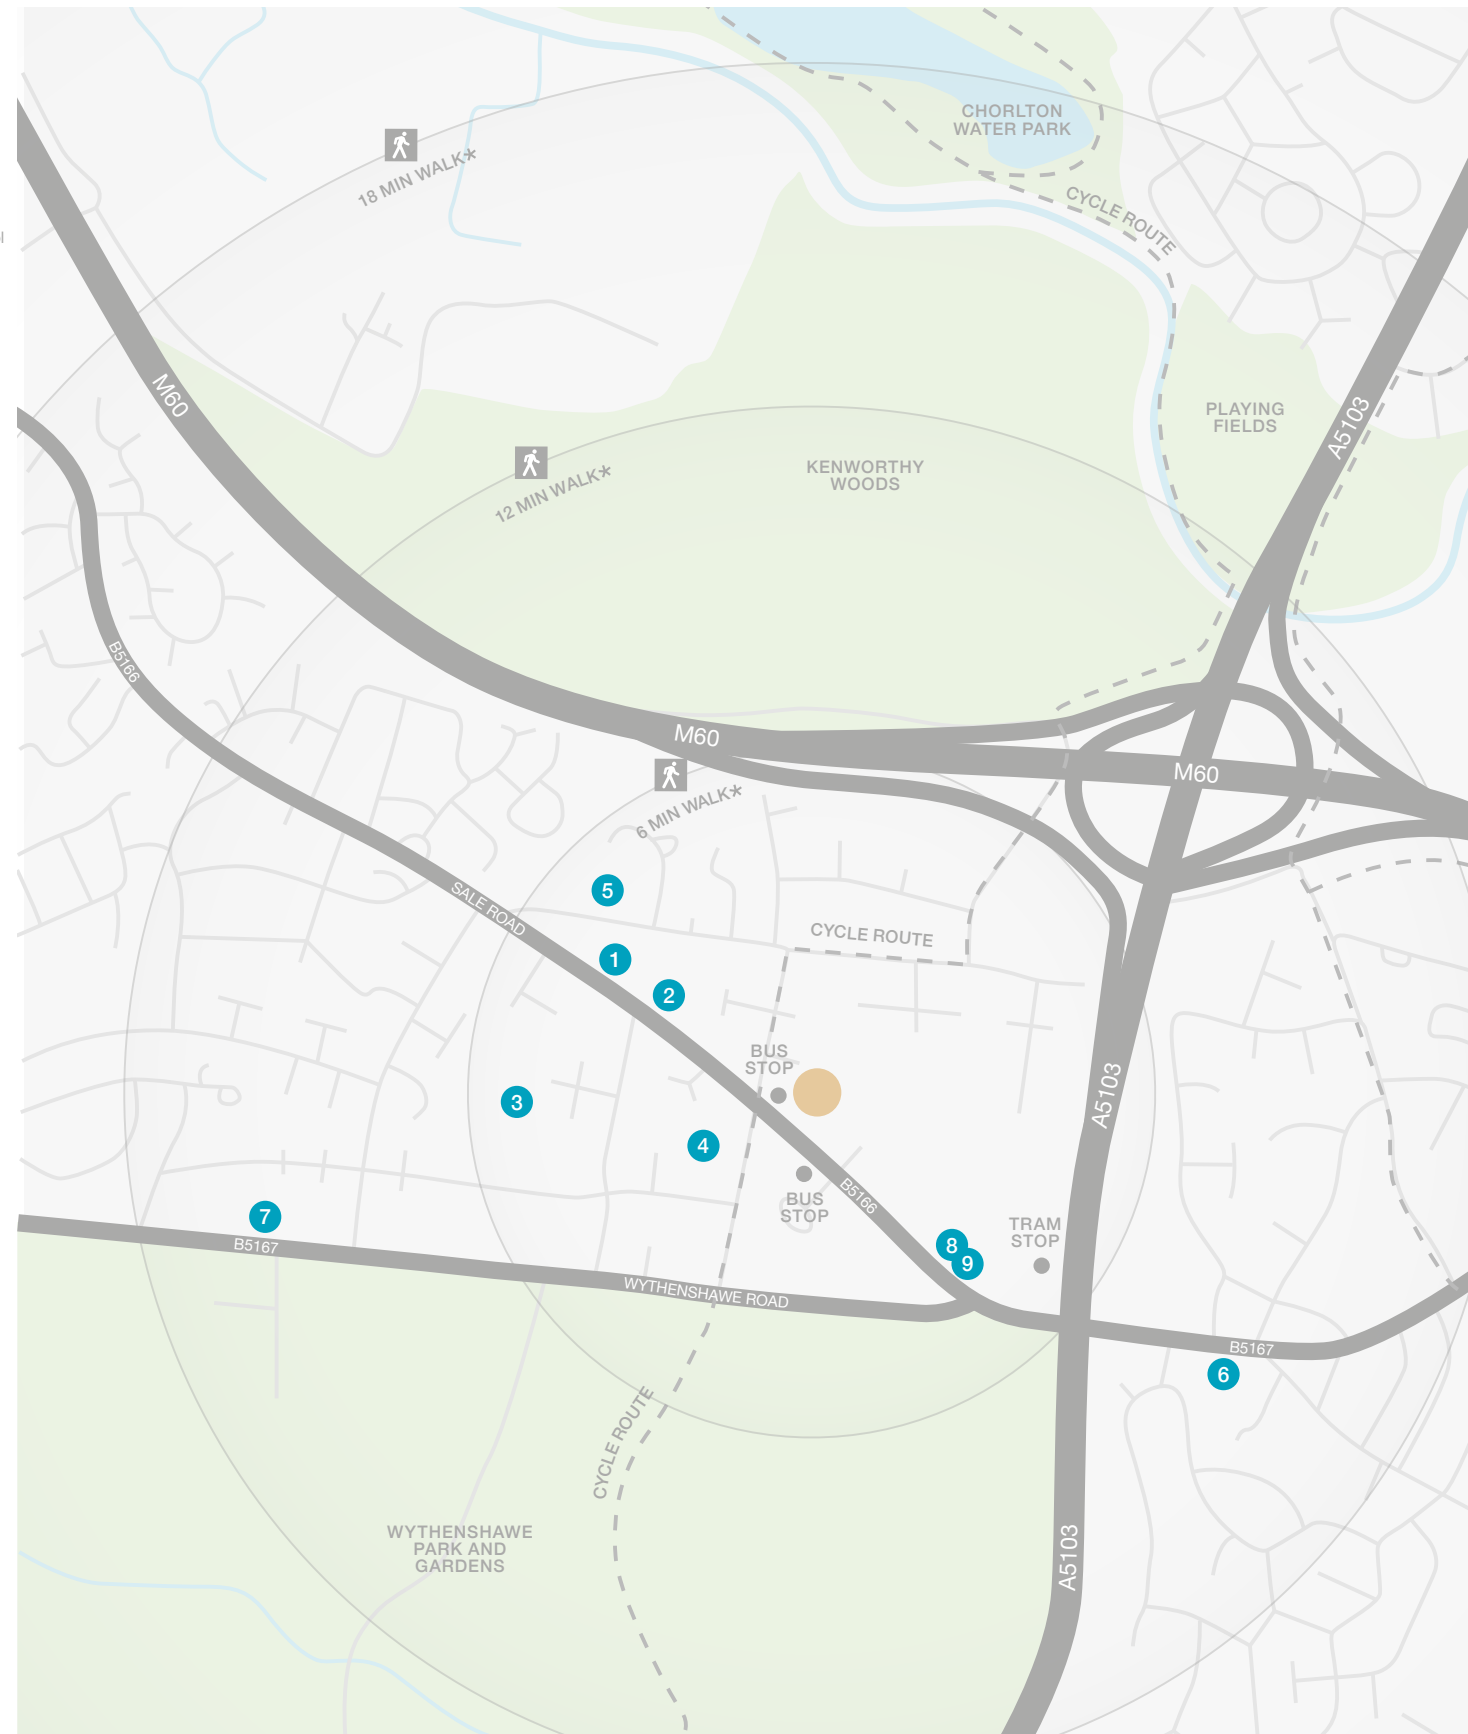 CHORLTON
WATER PARK
18 MIN WALK*
CYCLE ROUTE
M60
PLAYING
FIELDS
A5103
KENWORTHY
WOODS
12 MIN WALK*
B5166
M60
M60
6 MIN WALK*
5
SALE ROAD
CYCLE ROUTE
1
2
BUS
STOP
3
A5103
4
B5166
BUS
STOP
7
B5167
TRAM
STOP
8
9
WYTHENSHAWE ROAD
B5167
6
CYCLE ROUTE
WYTHENSHAWE
PARK AND
GARDENS
A5103